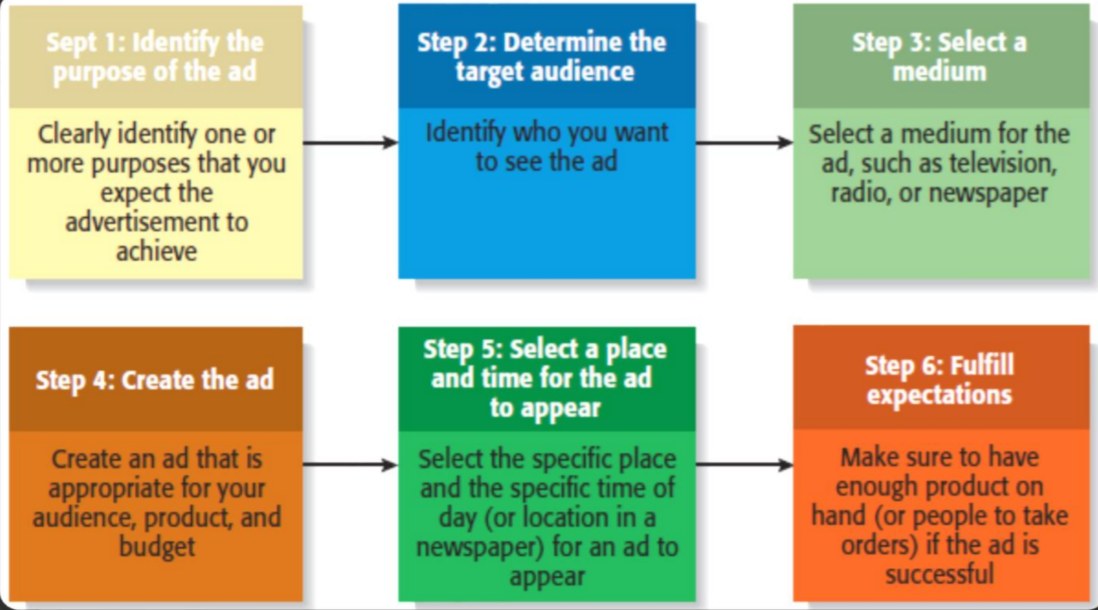 Sept 1: Identify the
purpose of the ad
Clearly identify one or
more purposes that you
expect the
advertisement to
achieve
Step 2: Determine the
target audience
Identify who you want
to see the ad
Step 3: Select a
medium
Select a medium for the
ad, such as television,
radio, or newspaper
Step 4: Create the ad
Create an ad that is
appropriate for your
audience, product, and
budget
Step 5: Select a place
and time for the ad
to appear
Select the specific place
and the specific time of
day (or location in a
newspaper) for an ad to
appear
Step 6: Fulfill
expectations
Make sure to have
enough product on
hand (or people to take
orders) if the ad is
successful